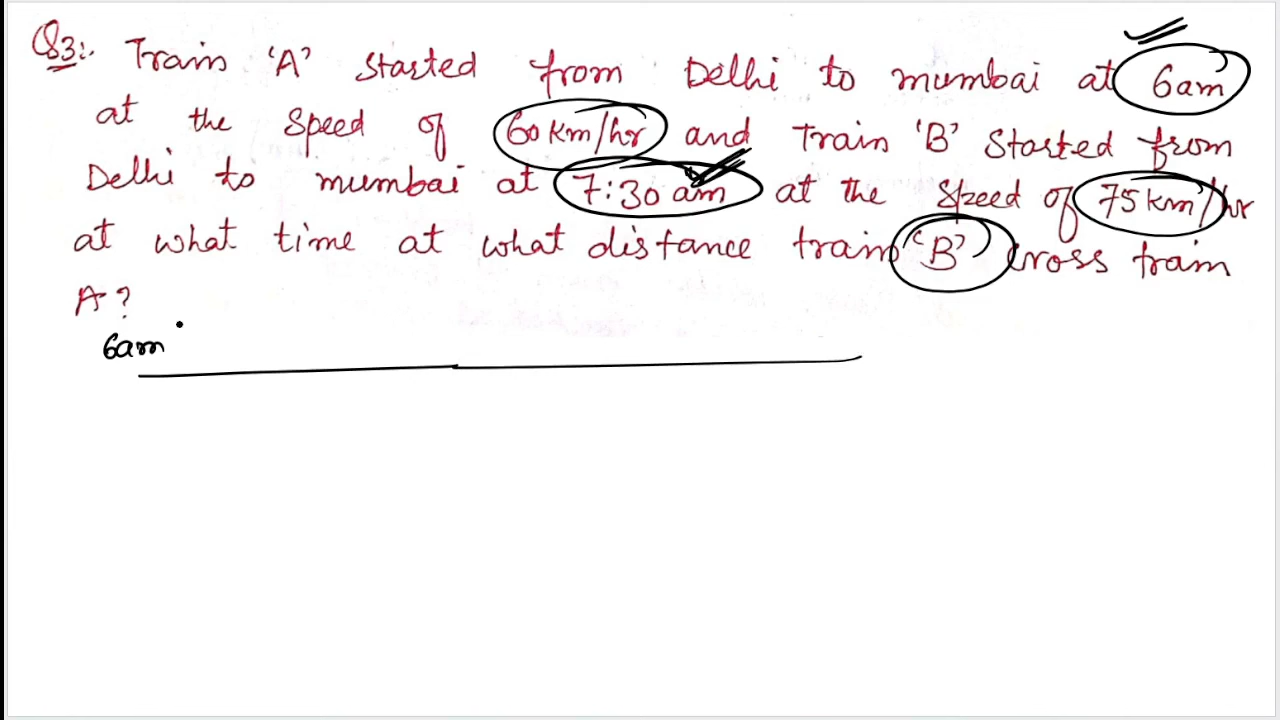 Q3:. Train 'A' started from Delhi to mumbai at 6am
at the speed of 60 km/hr and train 'B' started from
Delhi to mumbai at 7:30 am at the speed of 75 km/hr
at what time at what distance train 'B' cross train
A?
6am